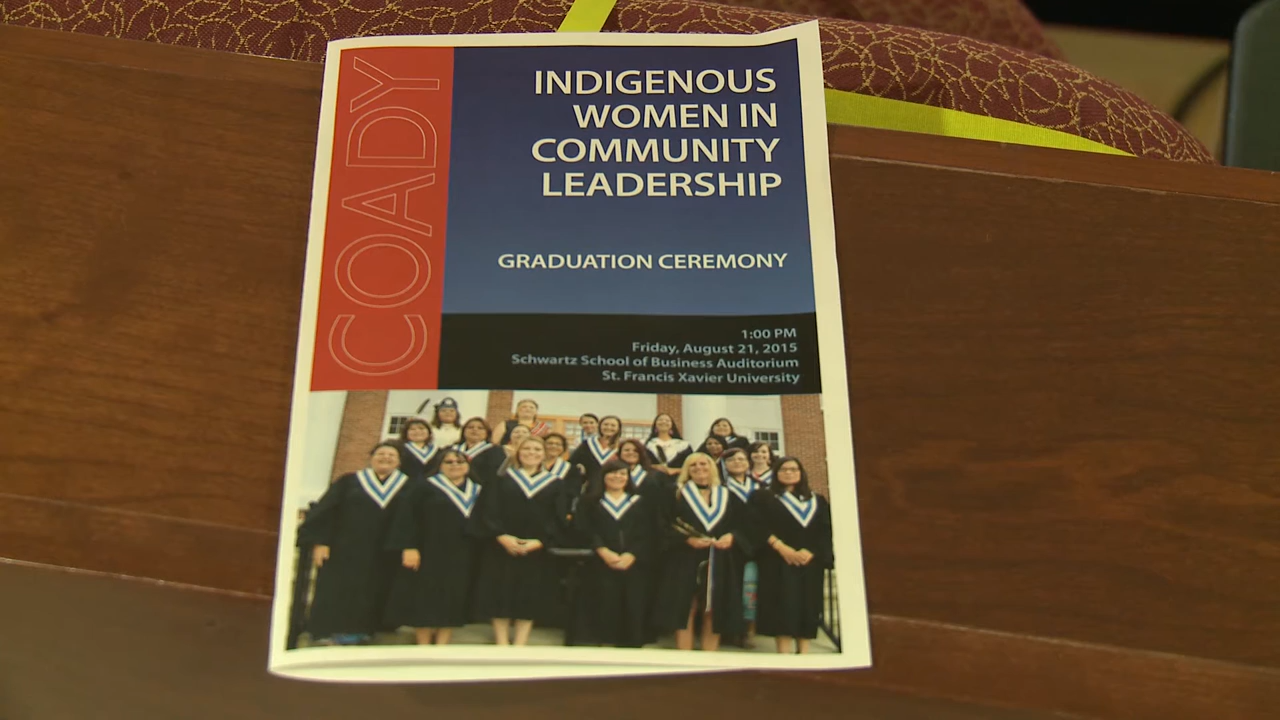 COADY
INDIGENOUS
WOMEN IN
COMMUNITY
LEADERSHIP
GRADUATION CEREMONY
1:00 PM
Friday, August 21, 2015
Schwartz School of Business Auditorium
St. Francis Xavier University